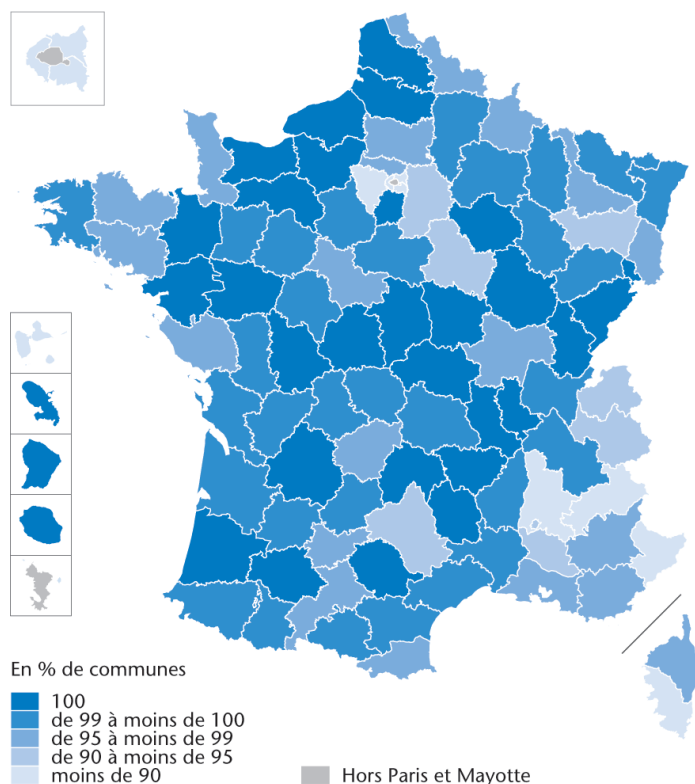 En % de communes
100
de 99 à moins de 100
de 95 à moins de 99
de 90 à moins de 95
moins de 90
Hors Paris et Mayotte